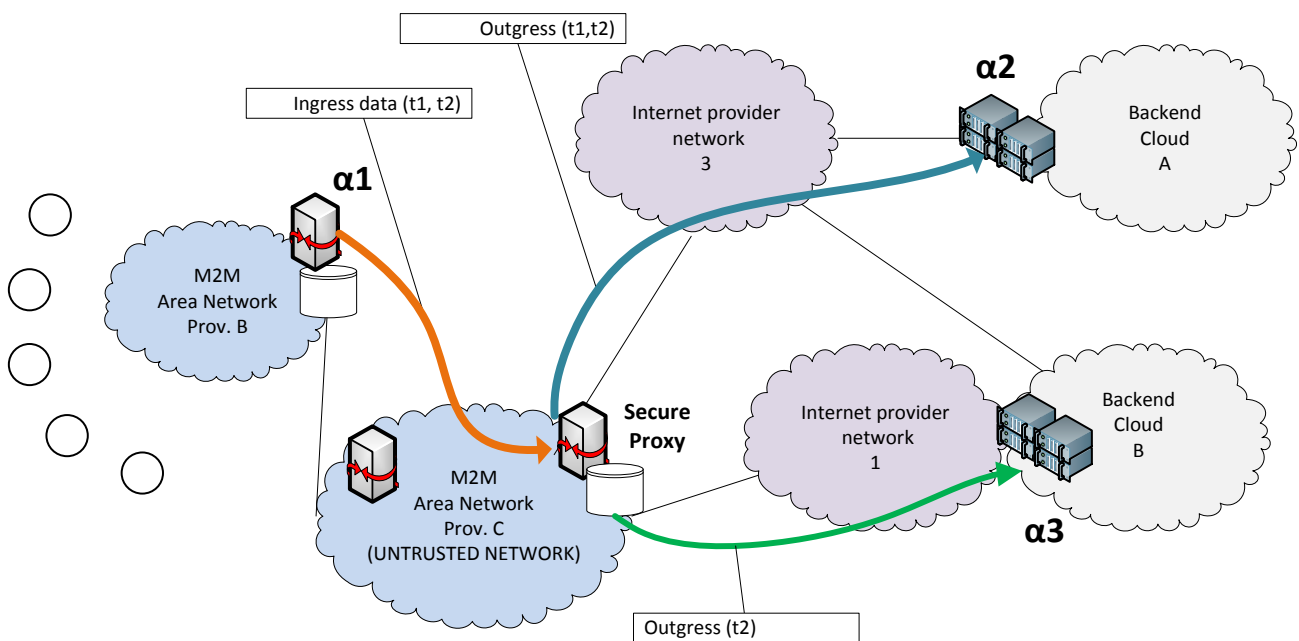 Outgress (t1,t2)
Ingress data (t1, t2)
α1
M2M
Area Network
Prov. B
Internet provider
network
3
α2
Backend
Cloud
A
Secure
Proxy
M2M
Area Network
Prov. C
(UNTRUSTED NETWORK)
Internet provider
network
1
Backend
Cloud
B
α3
Outgress (t2)